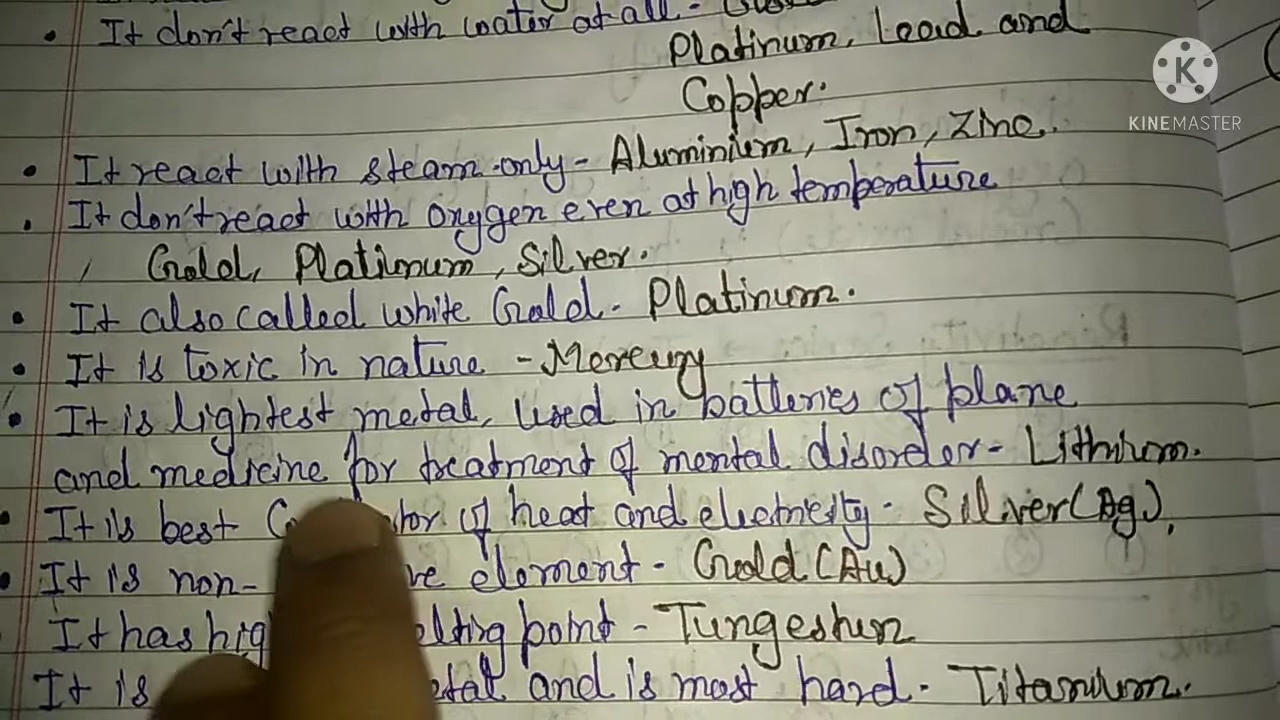 • It don't react with water at all -
Platinum, Lead and
Copper.
KINEMASTER
• It react with steam only - Aluminium, Iron, Zinc.
• It don't react with oxygen even at high temperature
Gold, Platinum, Silver.
• It also called white Gold - Platinum.
• It is toxic in nature - Mercury
• It is lightest metal, used in batteries of plane
and medicine for treatment of mental disorder - Lithium.
• It is best of heat and electricity - Silver (Ag),
• It is non- element - Gold (Au)
It has point - Tungeshun
It is and is most hard - Titanium.